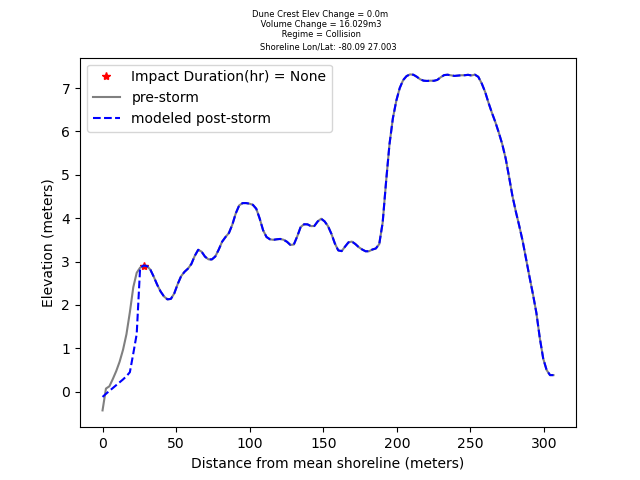 Dune Crest Elev Change = 0.0m
Volume Change = 16.029m3
Regime = Collision
Shoreline Lon/Lat: -80.09 27.003
Impact Duration(hr) = None
pre-storm
modeled post-storm
7
6
5
4
3
2
1
0
Elevation (meters)
0 50 100 150 200 250 300
Distance from mean shoreline (meters)